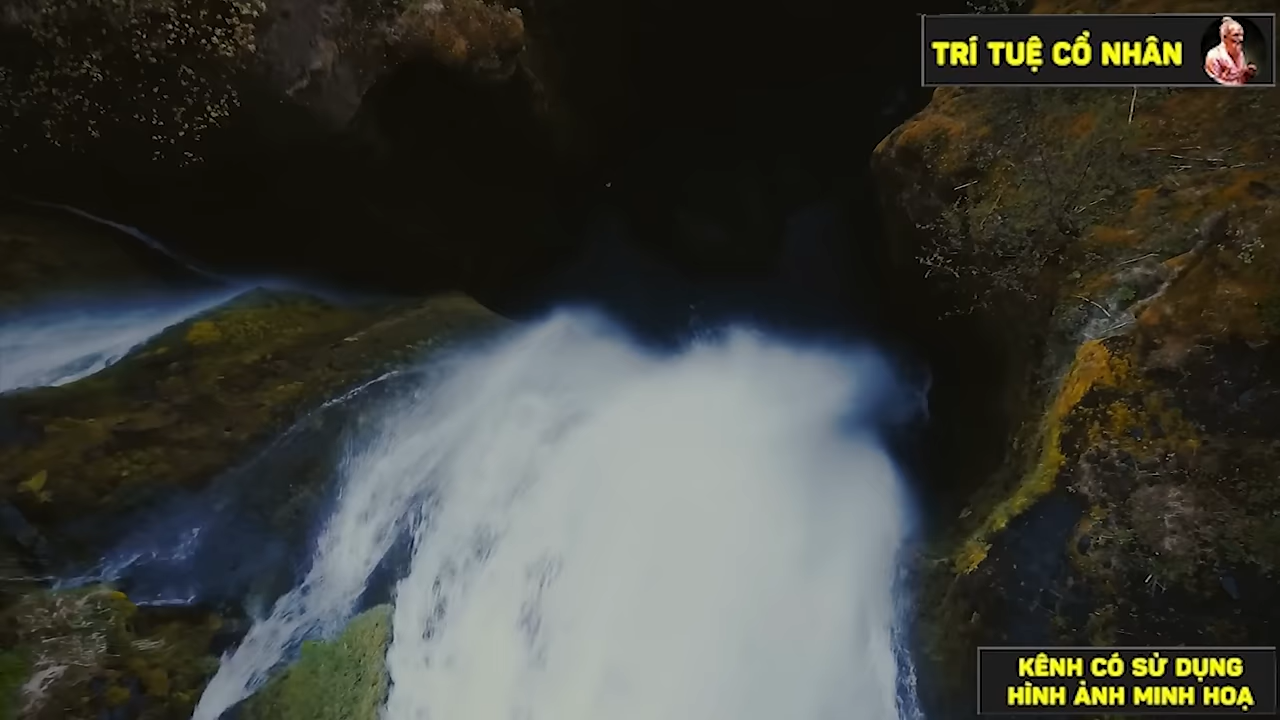 TRÍ TUỆ CỔ NHÂN
KÊNH CÓ SỬ DỤNG
HÌNH ẢNH MINH HOẠ